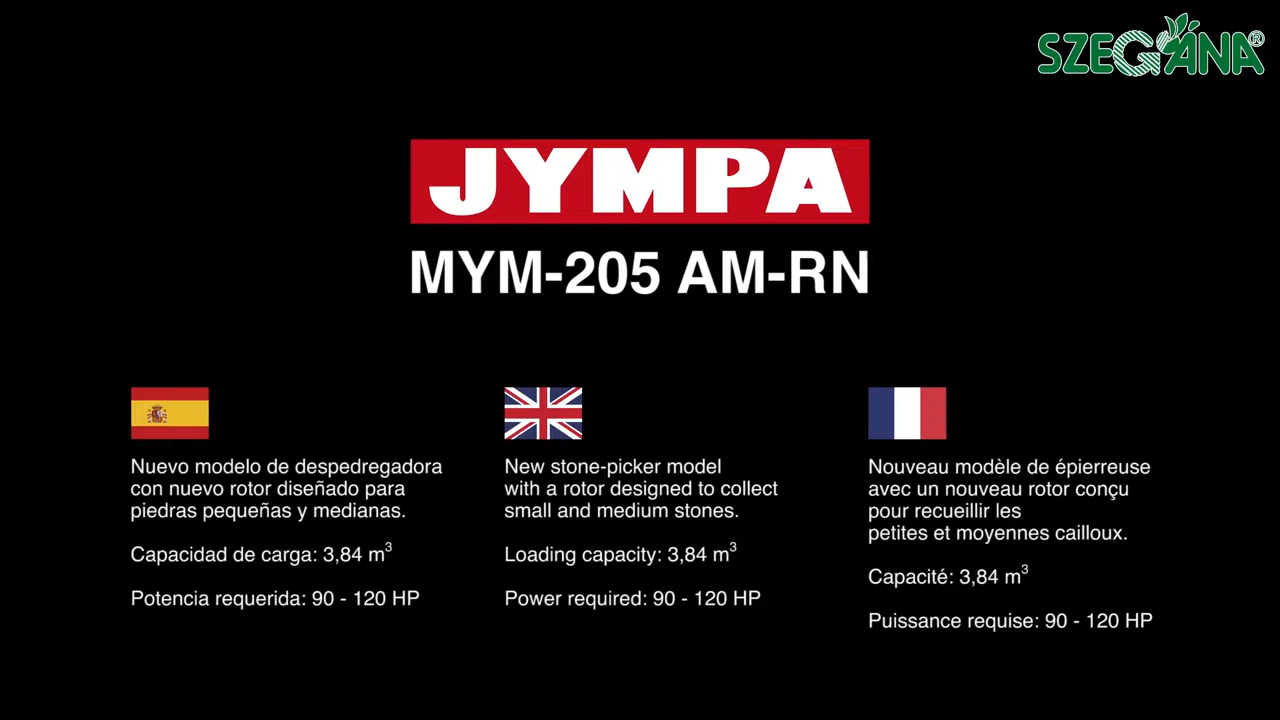 SZEGÁNA®
JYMPA
MYM-205 AM-RN
Nuevo modelo de despedregadora
con nuevo rotor diseñado para
piedras pequeñas y medianas.
Capacidad de carga: 3,84 m³
Potencia requerida: 90 - 120 HP
New stone-picker model
with a rotor designed to collect
small and medium stones.
Loading capacity: 3,84 m³
Power required: 90 - 120 HP
Nouveau modèle de épierreuse
avec un nouveau rotor conçu
pour recueillir les
petites et moyennes cailloux.
Capacité: 3,84 m³
Puissance requise: 90 - 120 HP